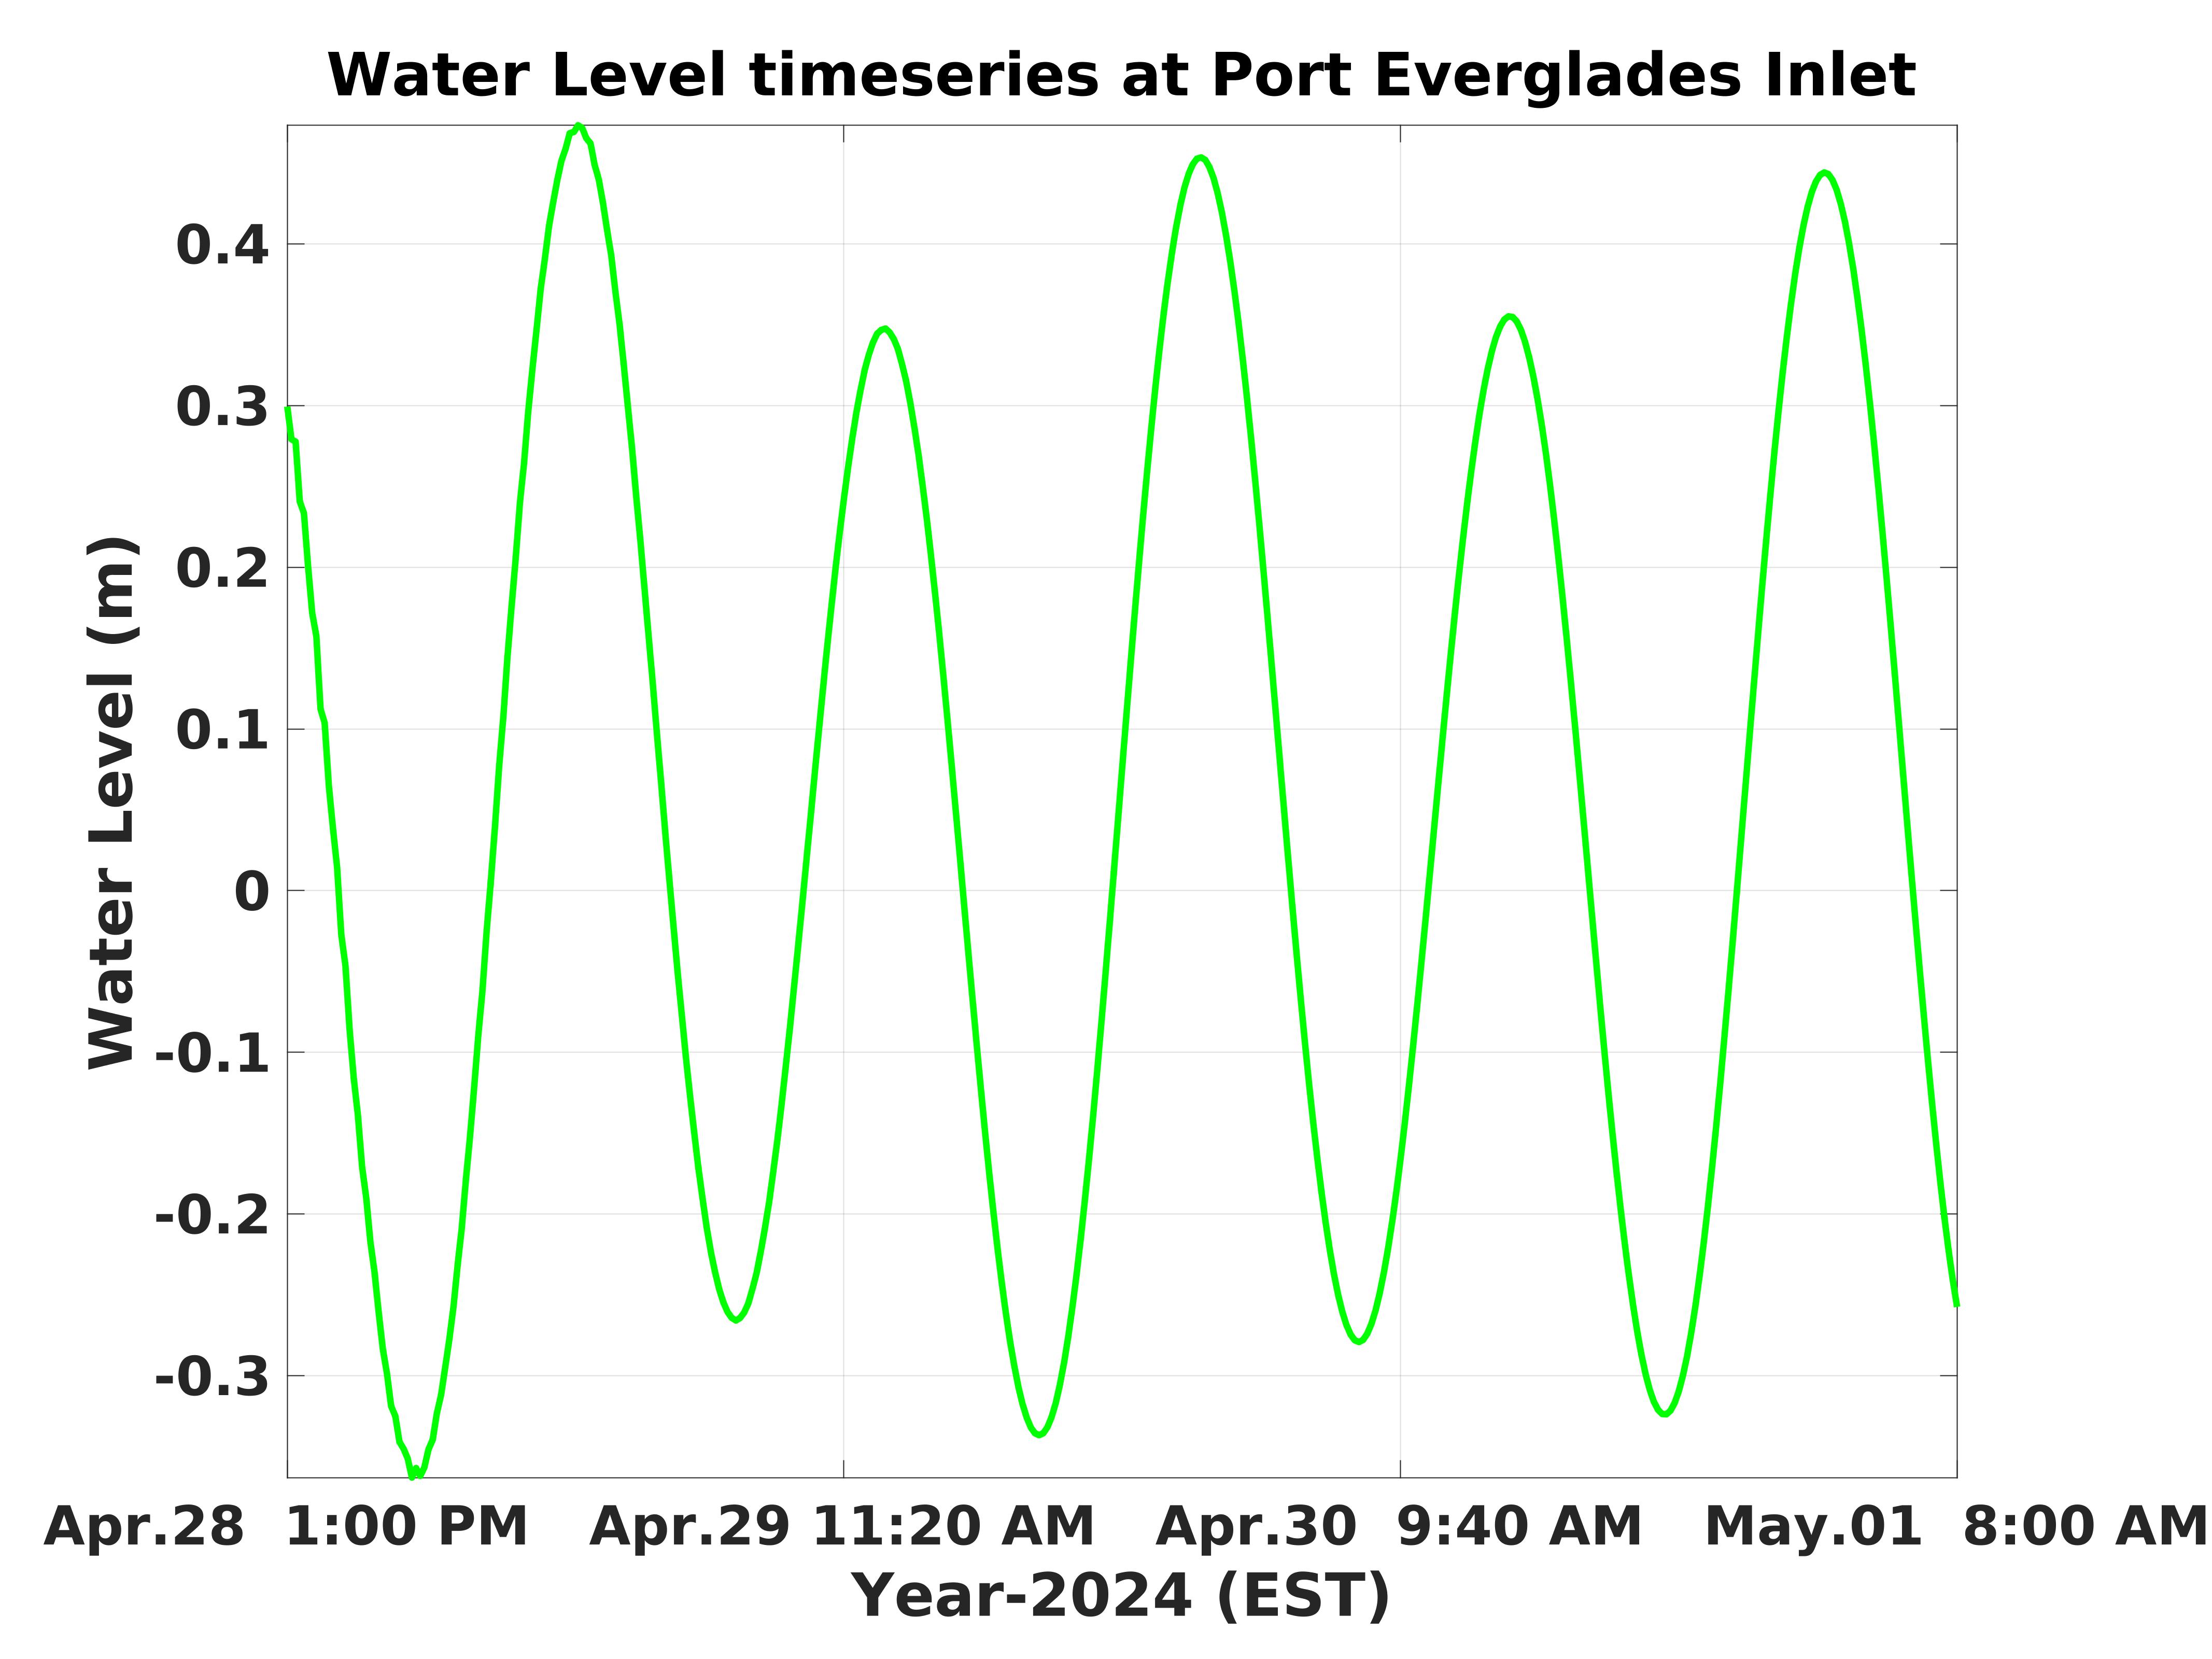 Water Level timeseries at Port Everglades Inlet
Water Level (m)
0.4
0.3
0.2
0.1
0
-0.1
-0.2
-0.3
Apr.28 1:00 PM Apr.29 11:20 AM Apr.30 9:40 AM May.01 8:00 AM
Year-2024 (EST)